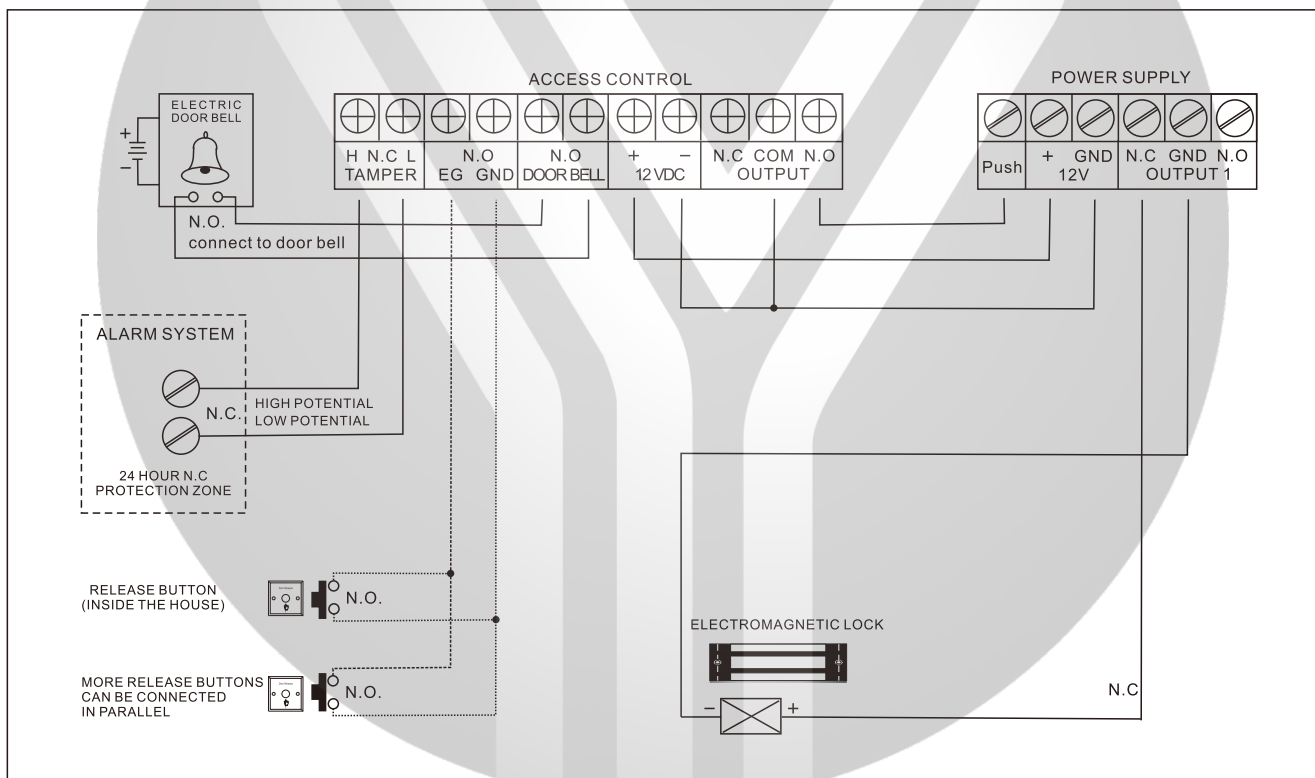 ACCESS CONTROL
POWER SUPPLY
ELECTRIC
DOOR BELL
+
−
H N.C L
TAMPER
N.O
EG GND
N.O
DOOR BELL
+ −
12 VDC
N.C COM N.O
OUTPUT
Push
+ GND
12V
N.C GND N.O
OUTPUT 1
N.O.
connect to door bell
ALARM SYSTEM
N.C.
HIGH POTENTIAL
LOW POTENTIAL
24 HOUR N.C
PROTECTION ZONE
RELEASE BUTTON
(INSIDE THE HOUSE)
N.O.
MORE RELEASE BUTTONS
CAN BE CONNECTED
IN PARALLEL
N.O.
ELECTROMAGNETIC LOCK
− +
N.C